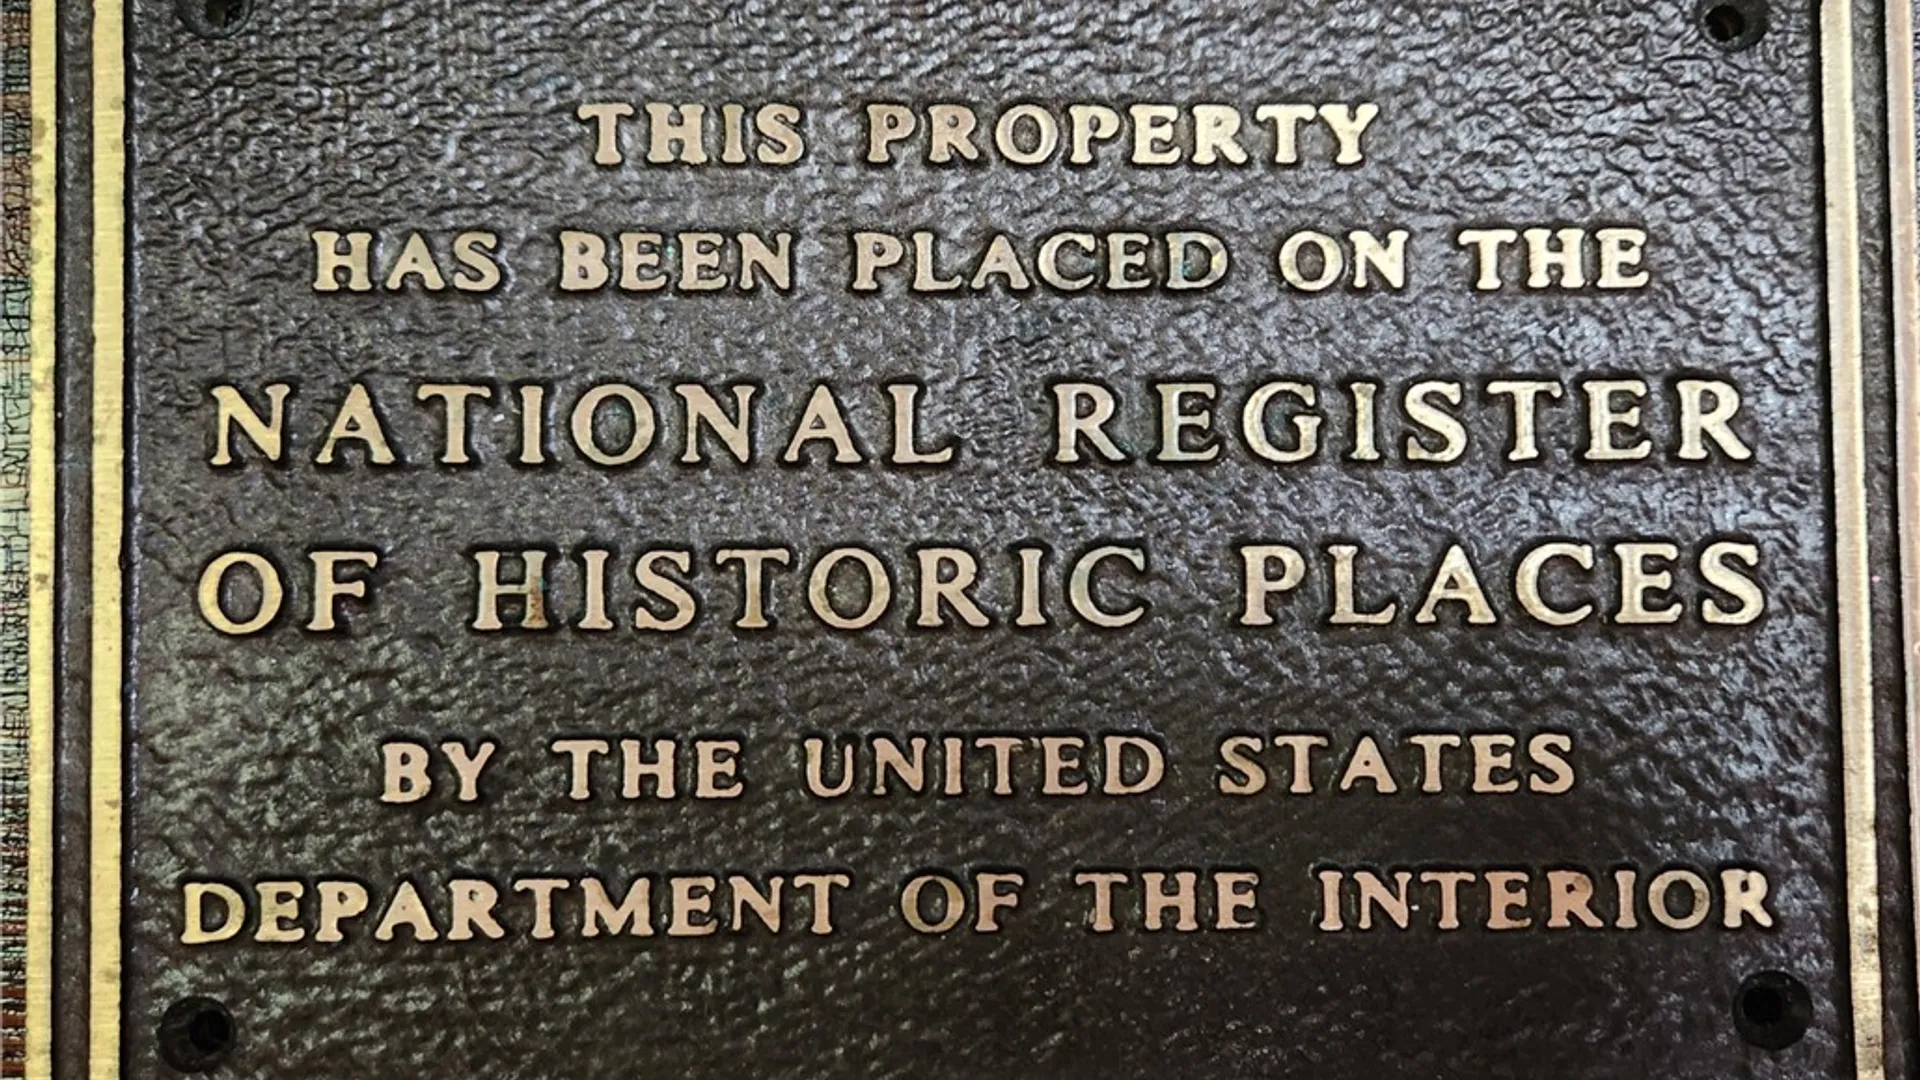 THIS PROPERTY
HAS BEEN PLACED ON THE
NATIONAL REGISTER
OF HISTORIC PLACES
BY THE UNITED STATES
DEPARTMENT OF THE INTERIOR